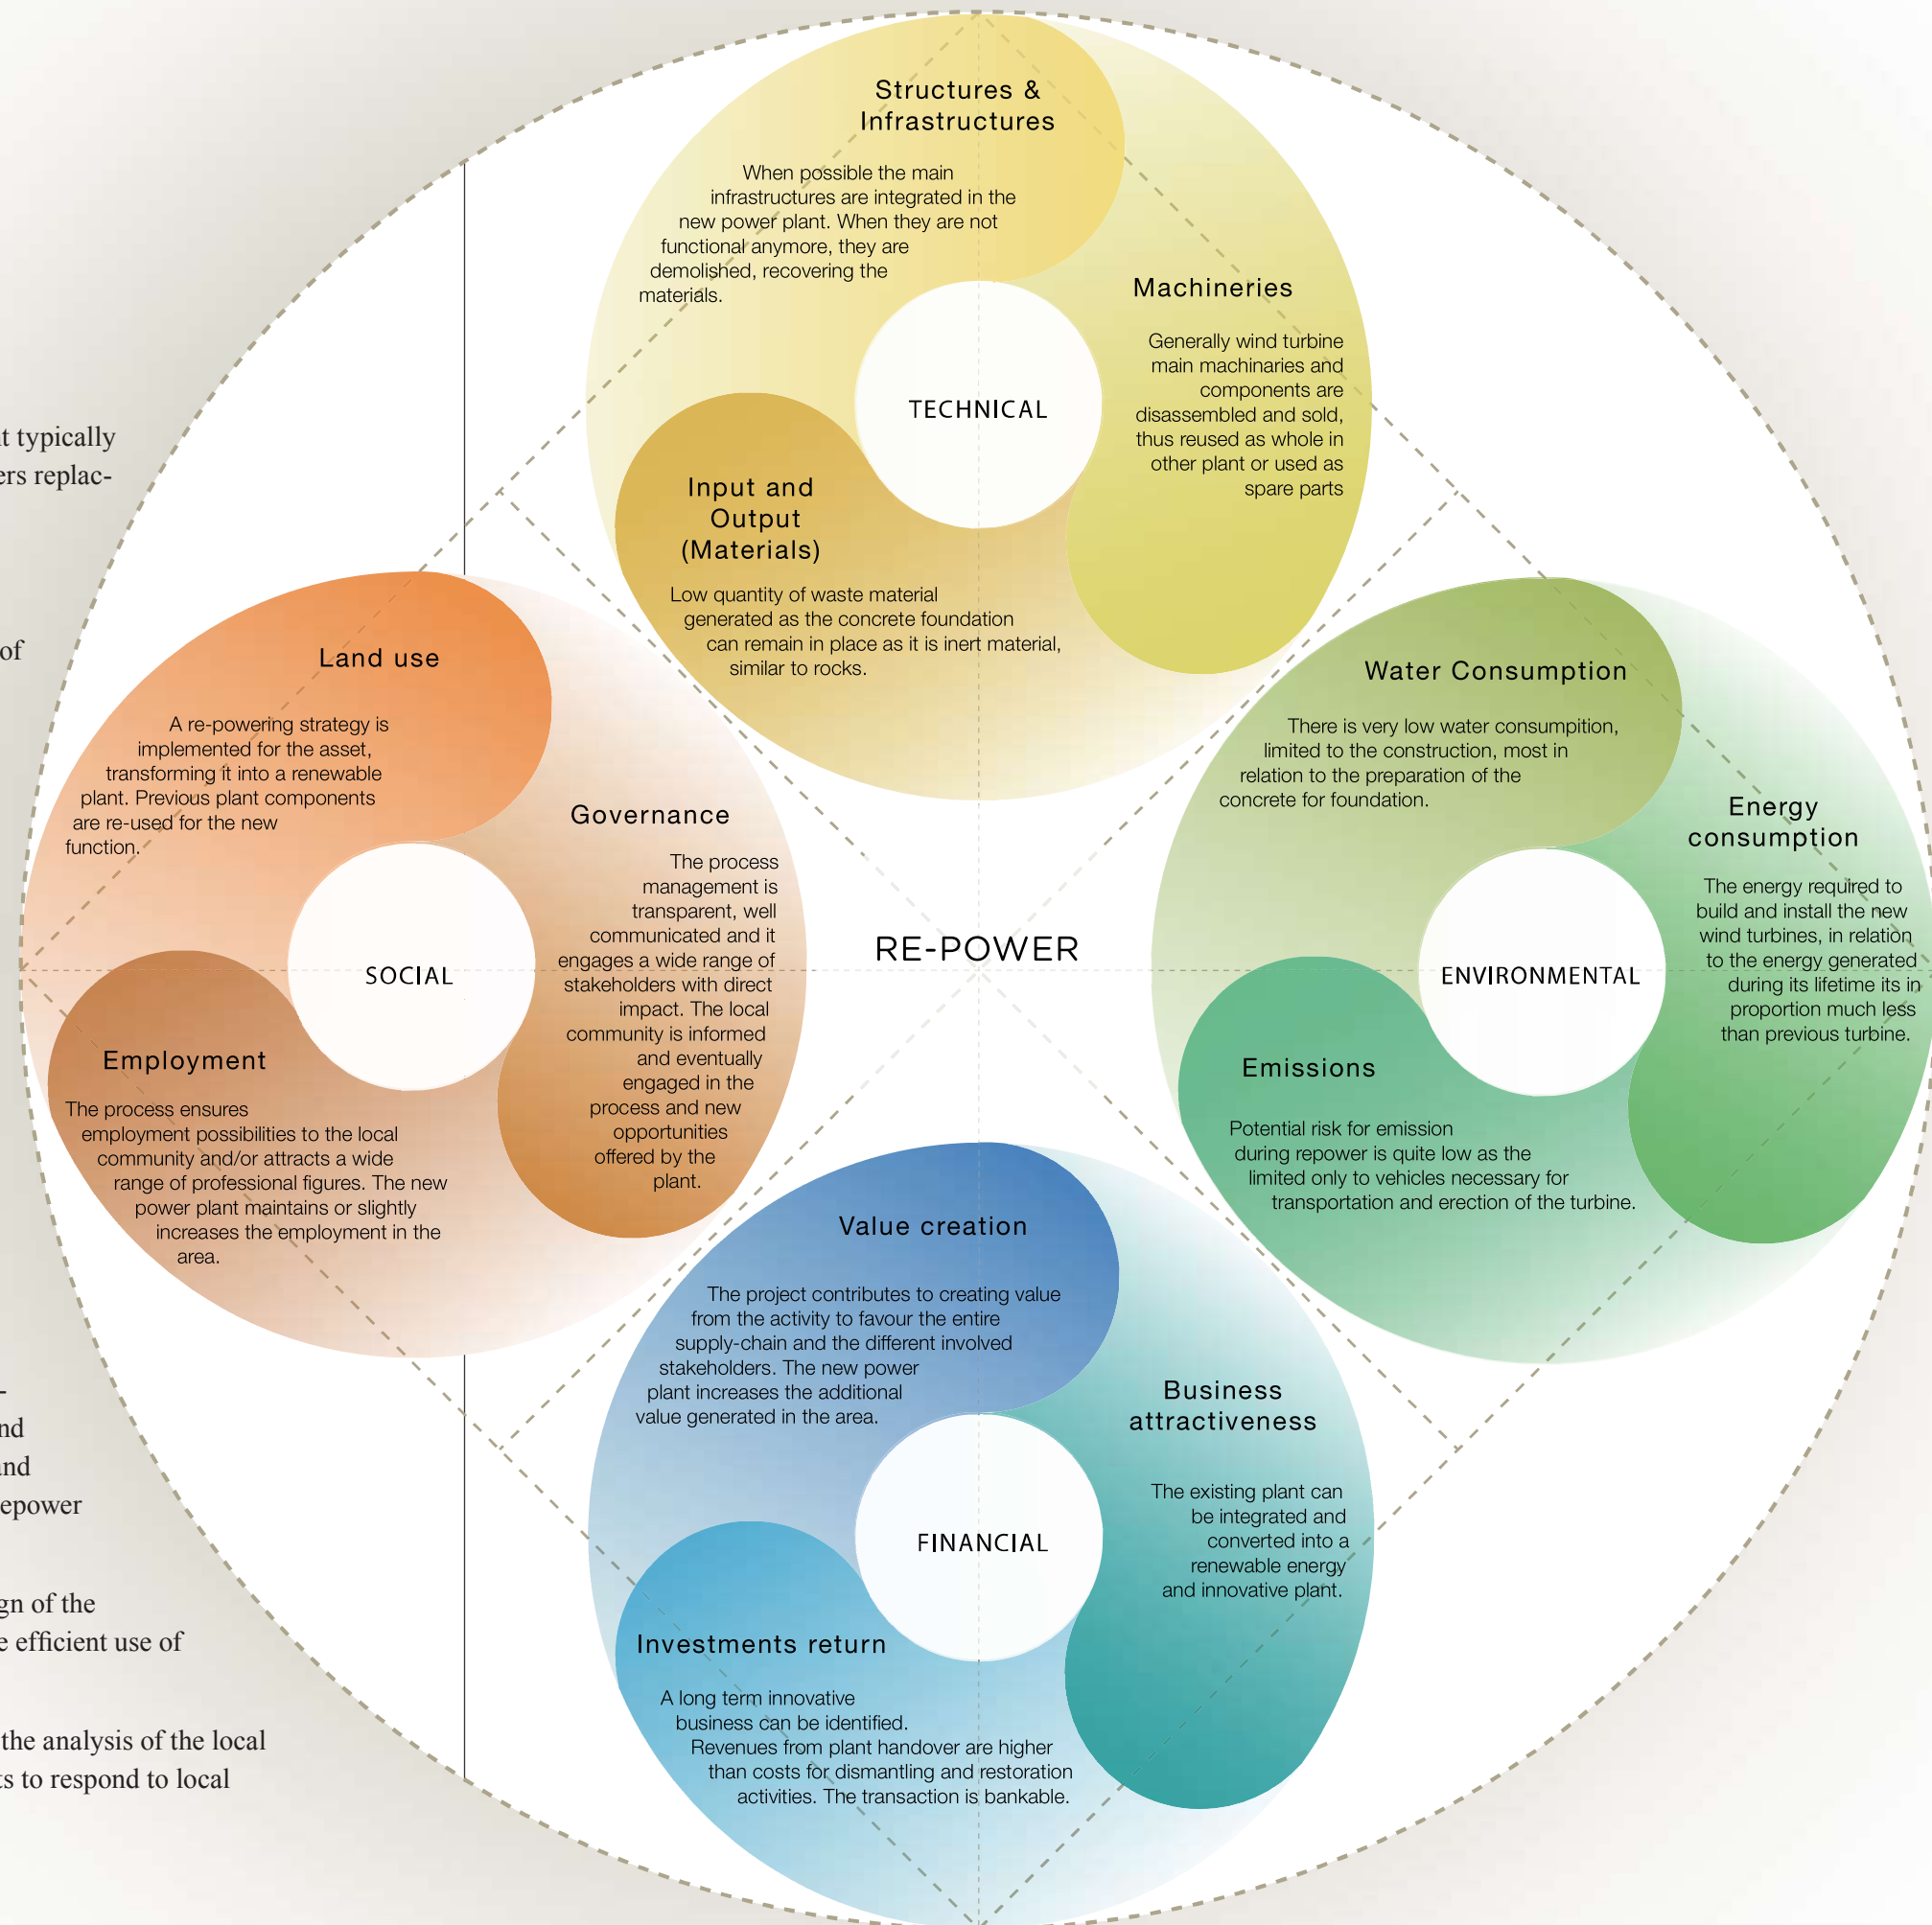 Structures &
Infrastructures
When possible the main
infrastructures are integrated in the
new power plant. When they are not
functional anymore, they are
demolished, recovering the
materials.
Machineries
Generally wind turbine
main machinaries and
components are
disassembled and sold,
thus reused as whole in
other plant or used as
spare parts
TECHNICAL
Input and
Output
(Materials)
Low quantity of waste material
generated as the concrete foundation
can remain in place as it is inert material,
similar to rocks.
typically
ers replac-
of
Land use
A re-powering strategy is
implemented for the asset,
transforming it into a renewable
plant. Previous plant components
are re-used for the new
function.
Governance
The process
management is
transparent, well
communicated and it
engages a wide range of
stakeholders with direct
impact. The local
community is informed
and eventually
engaged in the
process and new
opportunities
offered by the
plant.
SOCIAL
Employment
The process ensures
employment possibilities to the local
community and/or attracts a wide
range of professional figures. The new
power plant maintains or slightly
increases the employment in the
area.
RE-POWER
Water Consumption
There is very low water consumpition,
limited to the construction, most in
relation to the preparation of the
concrete for foundation.
Energy
consumption
The energy required to
build and install the new
wind turbines, in relation
to the energy generated
during its lifetime its in
proportion much less
than previous turbine.
ENVIRONMENTAL
Emissions
Potential risk for emission
during repower is quite low as the
limited only to vehicles necessary for
transportation and erection of the turbine.
Value creation
The project contributes to creating value
from the activity to favour the entire
supply-chain and the different involved
stakeholders. The new power
plant increases the additional
value generated in the area.
Business
attractiveness
The existing plant can
be integrated and
converted into a
renewable energy
and innovative plant.
FINANCIAL
Investments return
A long term innovative
business can be identified.
Revenues from plant handover are higher
than costs for dismantling and restoration
activities. The transaction is bankable.
-
nd
and
epower
gn of the
e efficient use of
the analysis of the local
ts to respond to local